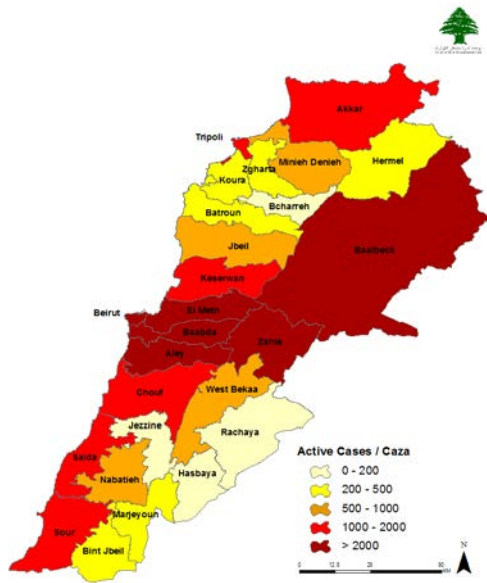 Akkar
Tripoli
Minieh Denieh
Hermel
Zgharta
Koura
Bcharreh
Batroun
Baalbeck
Jbeil
Keserwan
Beirut
El Metn
Baabda
Zahle
Aley
Chouf
West Bekaa
Jezzine
Rachaya
Saida
Hasbaya
Nabatieh
Marjeyoun
Sour
Bint Jbeil
Active Cases / Caza
0 - 200
200 - 500
500 - 1000
1000 - 2000
> 2000
N